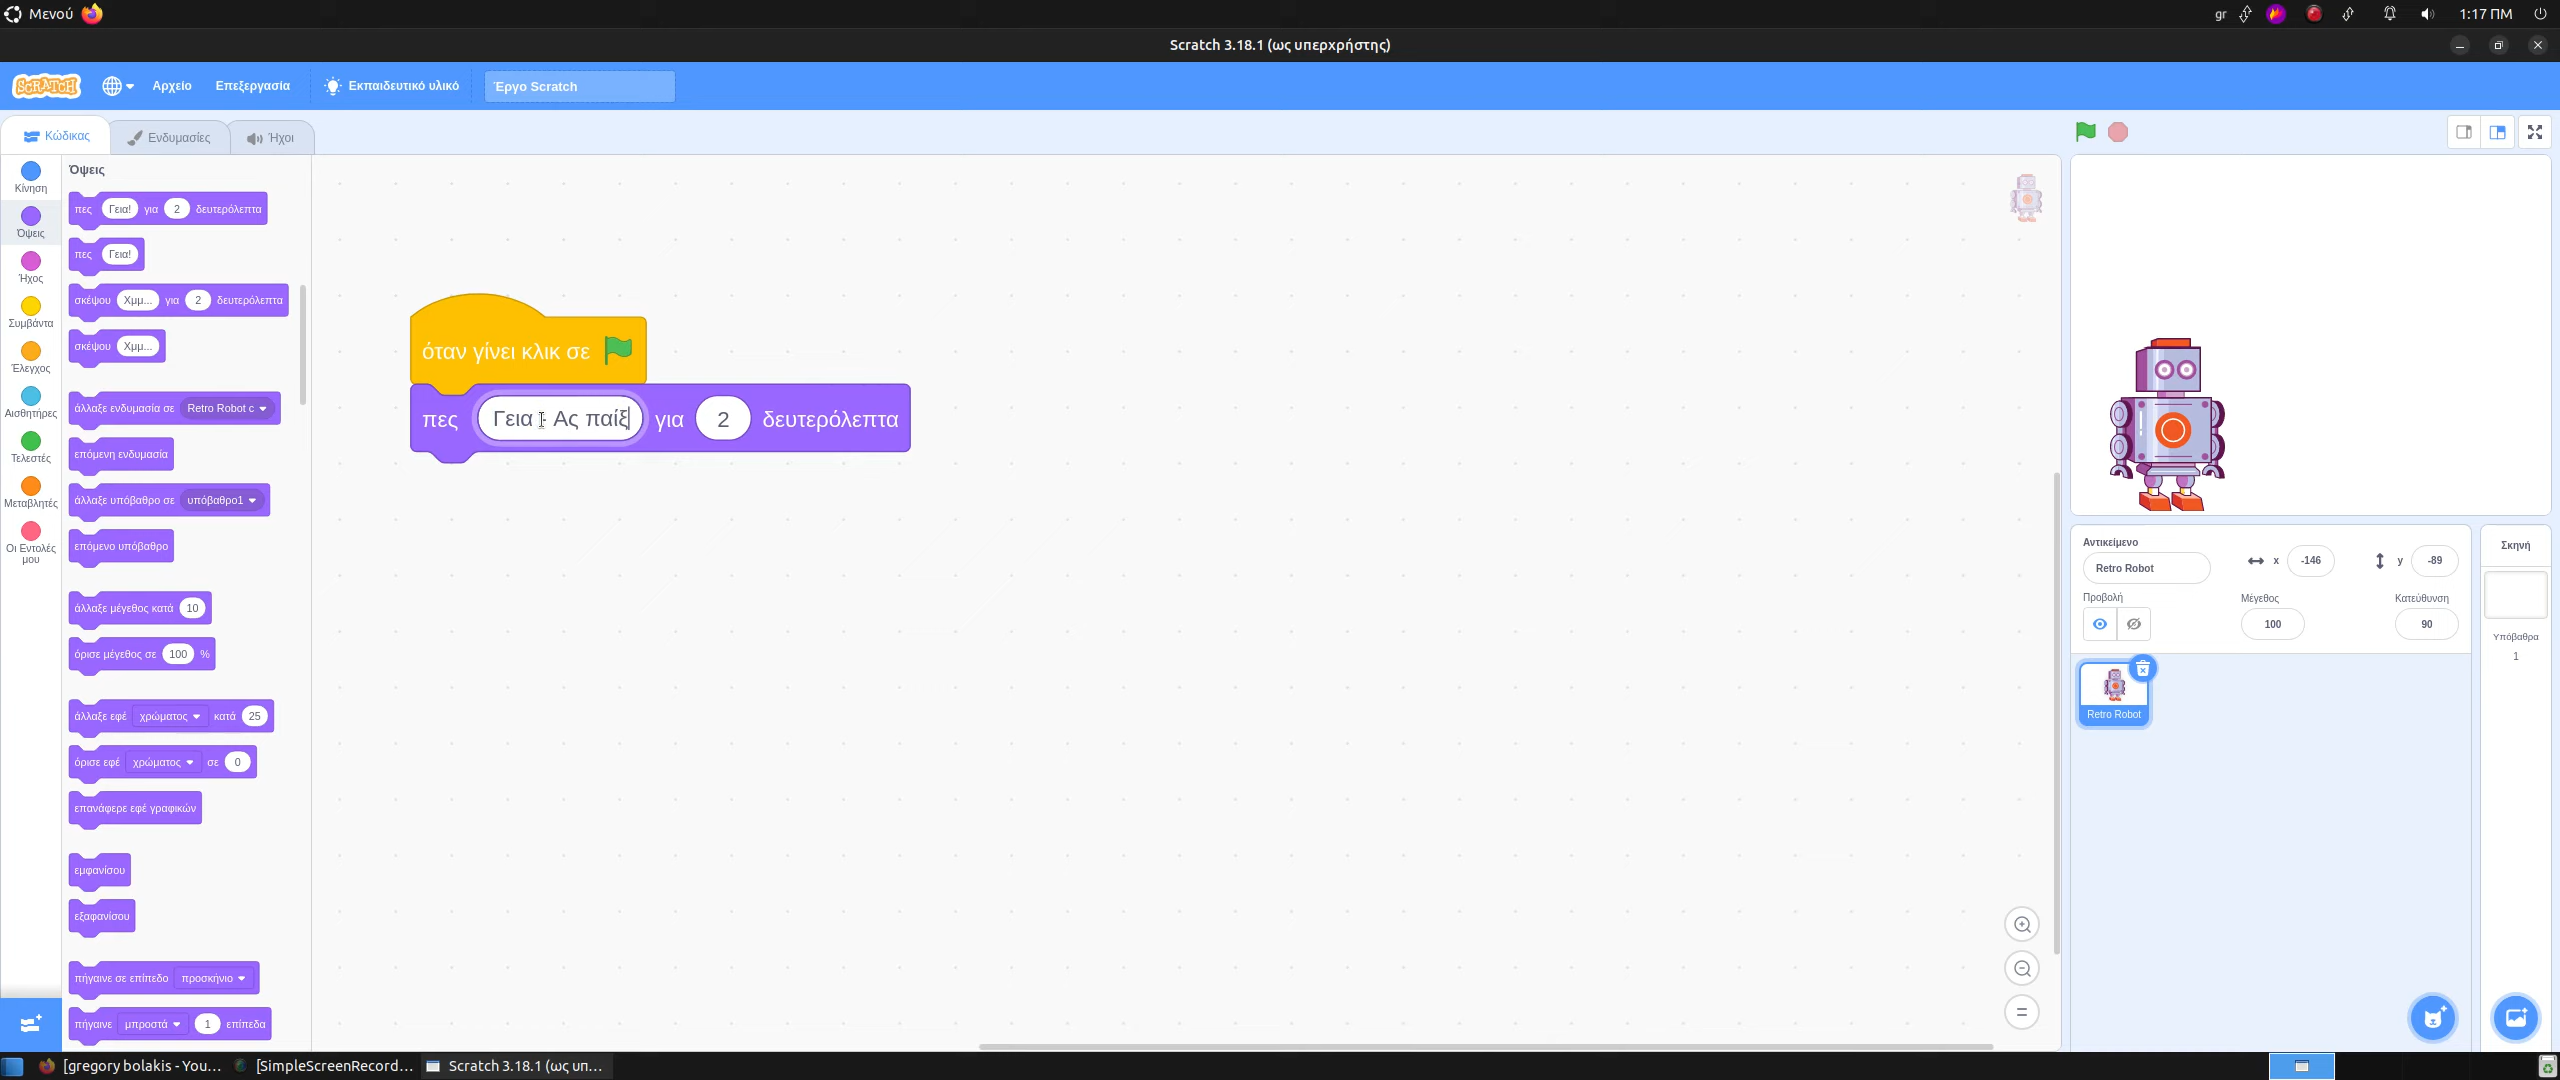 Μενού
gr
1:17 ΠΜ
Scratch 3.18.1 (ως υπερχρήστης)
SCRATCH
Αρχείο
Επεξεργασία
Εκπαιδευτικό υλικό
Έργο Scratch
Κώδικας
Ενδυμασίες
Ήχοι
Κίνηση
Όψεις
Ήχος
Συμβάντα
Έλεγχος
Αισθητήρες
Τελεστές
Μεταβλητές
Οι Εντολές
μου
Όψεις
πες Γεια! για 2 δευτερόλεπτα
πες Γεια!
σκέψου Χμμ... για 2 δευτερόλεπτα
σκέψου Χμμ...
άλλαξε ενδυμασία σε Retro Robot c
επόμενη ενδυμασία
άλλαξε υπόβαθρο σε υπόβαθρο1
επόμενο υπόβαθρο
άλλαξε μέγεθος κατά 10
όρισε μέγεθος σε 100 %
άλλαξε εφέ χρώματος κατά 25
όρισε εφέ χρώματος σε 0
επανάφερε εφέ γραφικών
εμφανίσου
εξαφανίσου
πήγαινε σε επίπεδο προσκήνιο
πήγαινε μπροστά 1 επίπεδα
όταν γίνει κλικ σε
πες Γεια - Ας παίξ για 2 δευτερόλεπτα
Αντικείμενο
Retro Robot
x -146
y -89
Προβολή
Μέγεθος
100
Κατεύθυνση
90
Retro Robot
Σκηνή
Υπόβαθρα
1
[gregory bolakis - You...
[SimpleScreenRecord...
Scratch 3.18.1 (ως υπ...